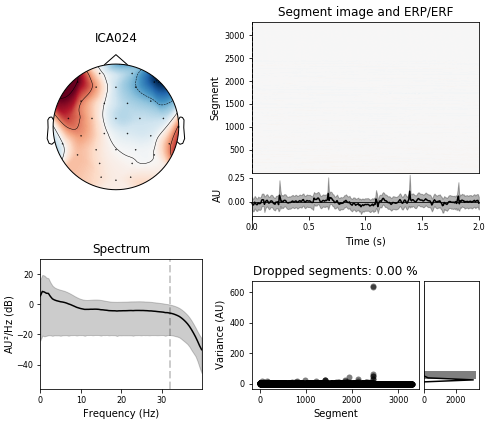 ICA024
Segment image and ERP/ERF
Segment
3000
2500
2000
1500
1000
500
AU
0.25
0.00
0.0 0.5 1.0 1.5 2.0
Time (s)
Spectrum
AU²/Hz (dB)
20
0
−20
−40
0 10 20 30
Frequency (Hz)
Dropped segments: 0.00 %
Variance (AU)
600
400
200
0
0 1000 2000 3000
Segment
0 2000